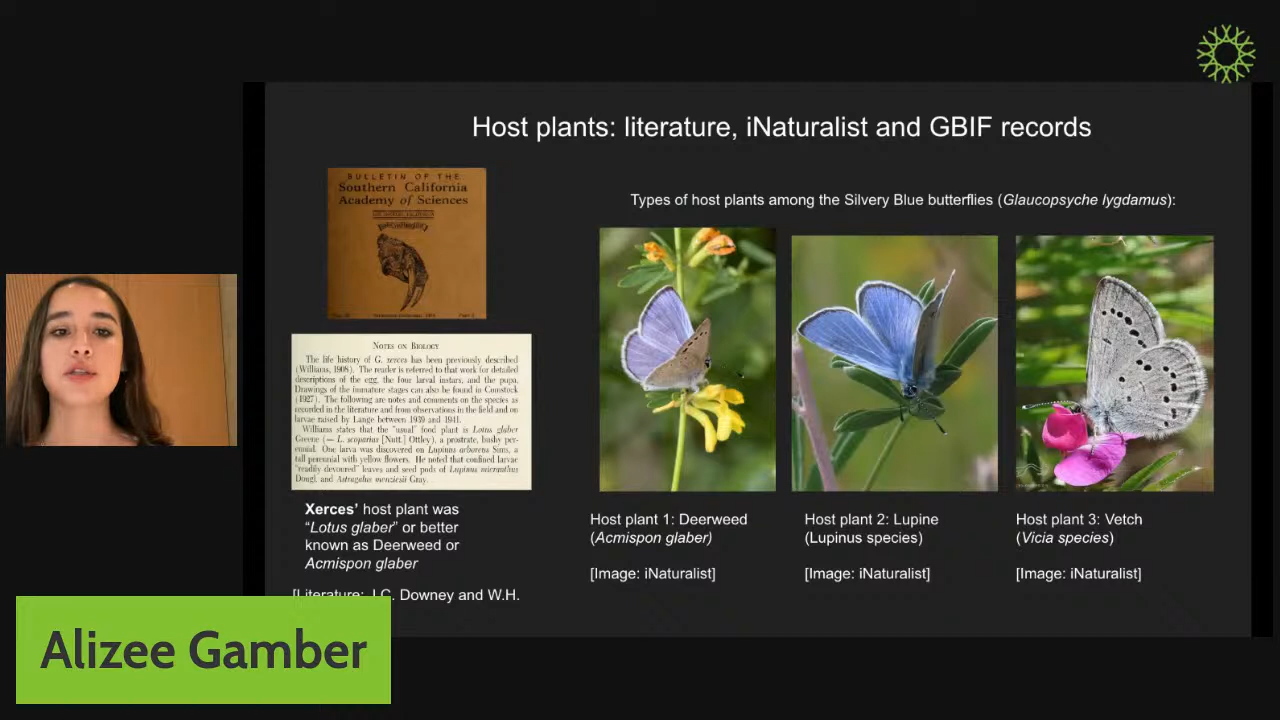 Host plants: literature, iNaturalist and GBIF records
BULLETIN OF THE
Southern California
Academy of Sciences
Types of host plants among the Silvery Blue butterflies (Glaucopsyche lygdamus):
NOTES ON BIOLOGY
The life history of G. xerces has been previously described
(Williams, 1908). The reader is referred to that work for detailed
descriptions of the egg, the four larval instars, and the pupa.
Drawings of the immature stages can also be found in Comstock
(1927). The following are notes and comments on the species as
recorded in the literature and from observations in the field and on
larvae raised by Lange between 1939 and 1941.
Williams states that the "usual" food plant is Lotus glaber
Greene (— L. scoparius [Nutt.] Ottley), a prostrate, bushy per-
ennial. One larva was discovered on Lupinus arboreus Sims, a
tall perennial with yellow flowers. He noted that confined larvae
"readily devoured" leaves and seed pods of Lupinus micranthus
Dougl. and Astragalus menziesii Gray.
Xerces' host plant was
"Lotus glaber" or better
known as Deerweed or
Acmispon glaber
[Literature: J.C. Downey and W.H.
Host plant 1: Deerweed
(Acmispon glaber)
[Image: iNaturalist]
Host plant 2: Lupine
(Lupinus species)
[Image: iNaturalist]
Host plant 3: Vetch
(Vicia species)
[Image: iNaturalist]
Alizee Gamber